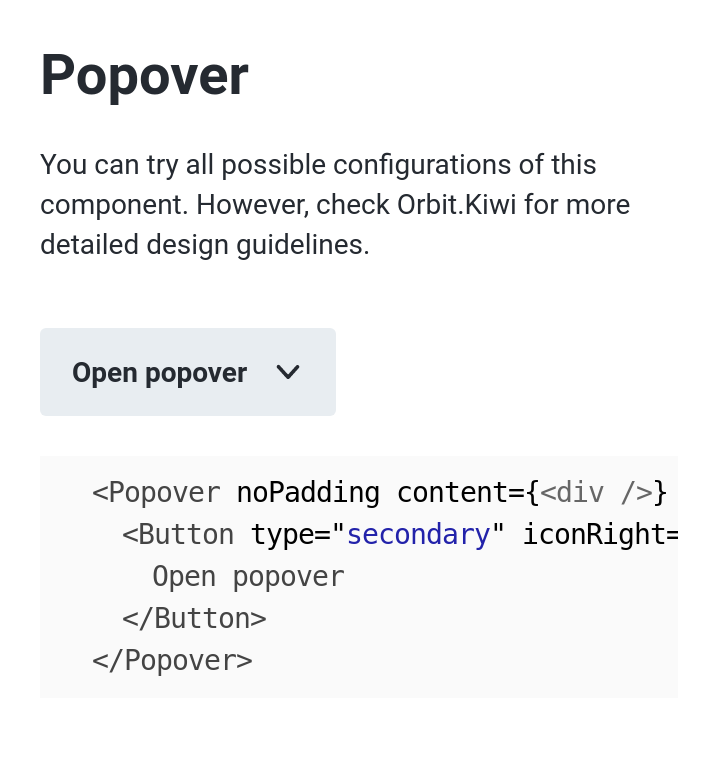 Popover
You can try all possible configurations of this
component. However, check Orbit.Kiwi for more
detailed design guidelines.
Open popover
<Popover noPadding content={<div />}
<Button type="secondary" iconRight=
Open popover
</Button>
</Popover>